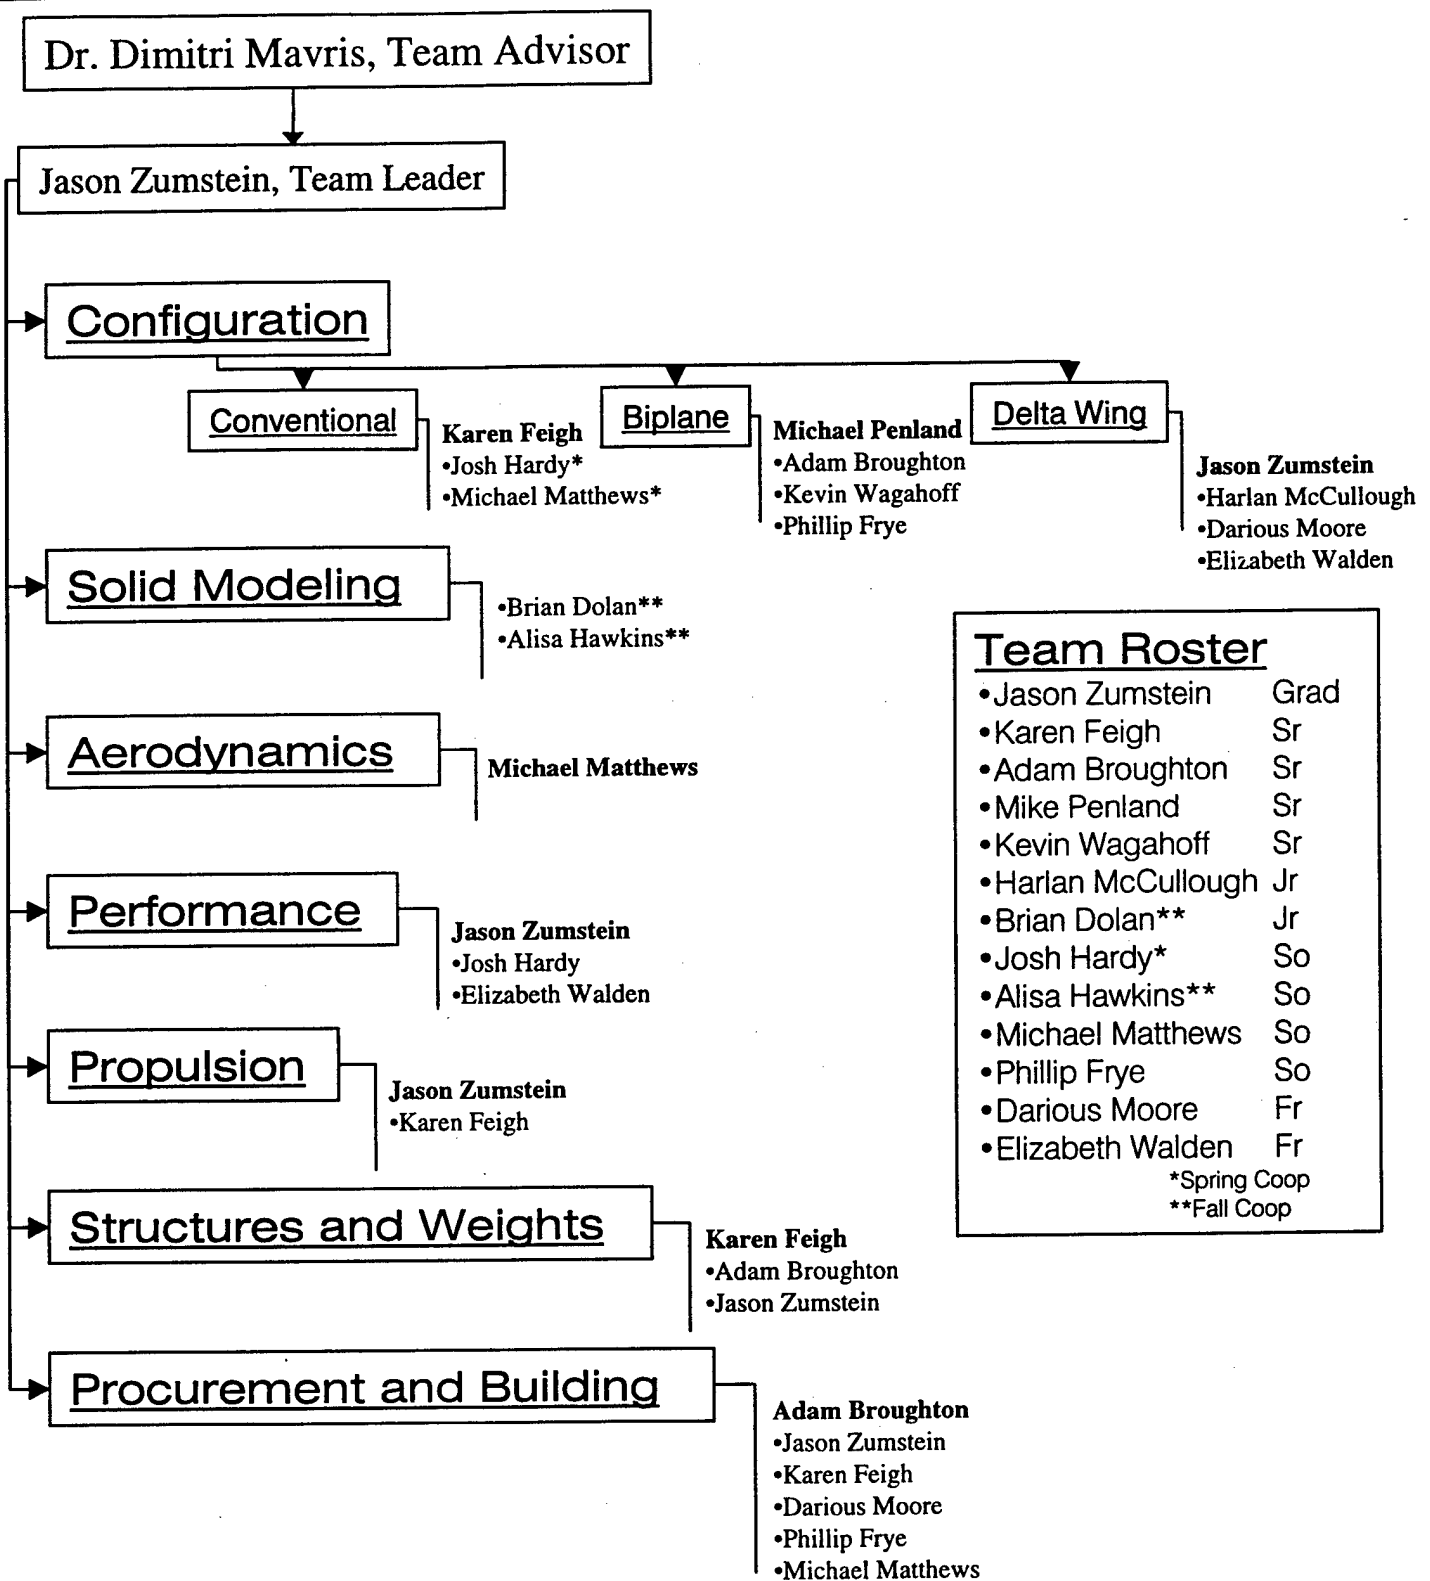 Dr. Dimitri Mavris, Team Advisor
Jason Zumstein, Team Leader
Configuration
Conventional
Karen Feigh
•Josh Hardy*
•Michael Matthews*
Biplane
Michael Penland
•Adam Broughton
•Kevin Wagahoff
•Phillip Frye
Delta Wing
Jason Zumstein
•Harlan McCullough
•Darious Moore
•Elizabeth Walden
Solid Modeling
•Brian Dolan**
•Alisa Hawkins**
Aerodynamics
Michael Matthews
Performance
Jason Zumstein
•Josh Hardy
•Elizabeth Walden
Propulsion
Jason Zumstein
•Karen Feigh
Structures and Weights
Karen Feigh
•Adam Broughton
•Jason Zumstein
Procurement and Building
Adam Broughton
•Jason Zumstein
•Karen Feigh
•Darious Moore
•Phillip Frye
•Michael Matthews
Team Roster
•Jason Zumstein Grad
•Karen Feigh Sr
•Adam Broughton Sr
•Mike Penland Sr
•Kevin Wagahoff Sr
•Harlan McCullough Jr
•Brian Dolan** Jr
•Josh Hardy* So
•Alisa Hawkins** So
•Michael Matthews So
•Phillip Frye So
•Darious Moore Fr
•Elizabeth Walden Fr
*Spring Coop
**Fall Coop